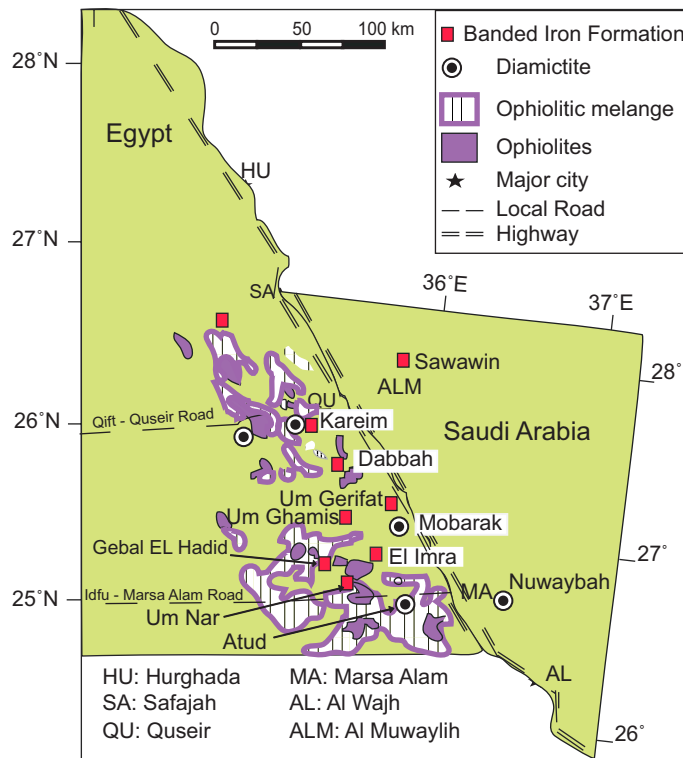 0 50 100 km
Banded Iron Formation
Diamictite
Ophiolitic melange
Ophiolites
Major city
Local Road
Highway
28˚N
Egypt
HU
27˚N
SA
36˚E
37˚E
Sawawin
ALM
28˚N
QU
Kareim
26˚N
Qift - Quseir Road
Saudi Arabia
Dabbah
Um Gerifat
Um Ghamis
Mobarak
Gebal EL Hadid
El Imra
27˚N
25˚N
Idfu - Marsa Alam Road
MA
Nuwaybah
Um Nar
Atud
AL
HU: Hurghada MA: Marsa Alam
SA: Safajah AL: Al Wajh
QU: Quseir ALM: Al Muwaylih
26˚